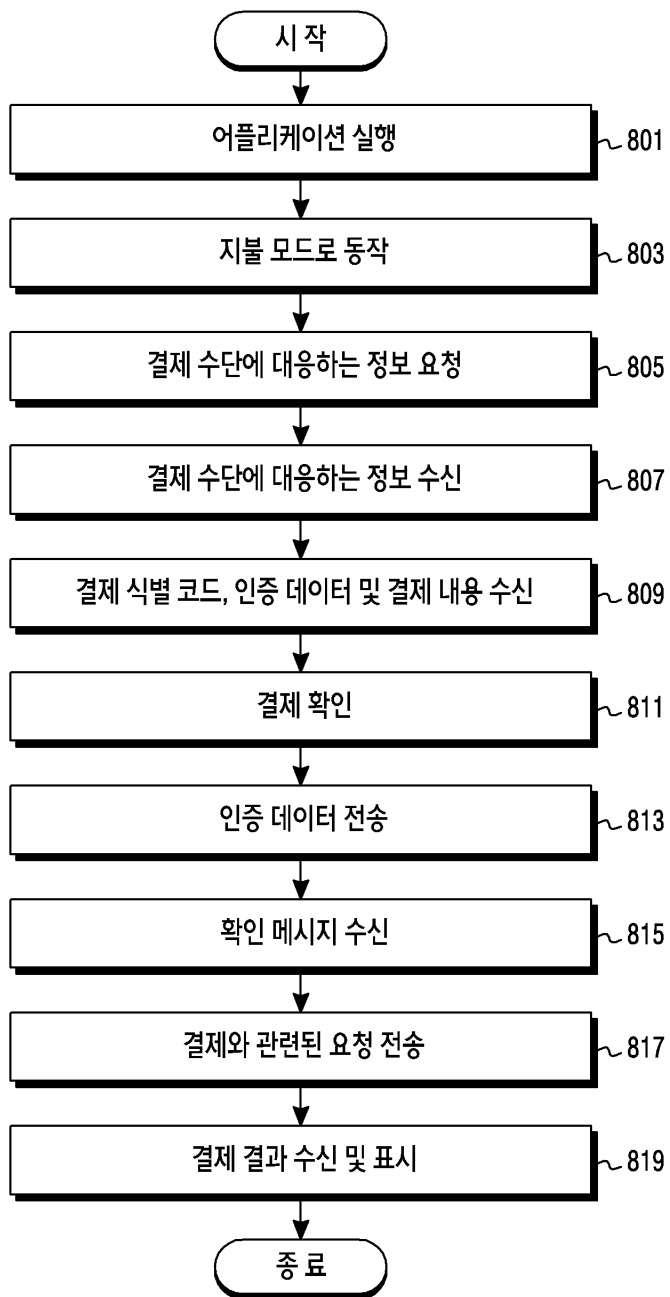 시 작
어플리케이션 실행
801
지불 모드로 동작
803
결제 수단에 대응하는 정보 요청
805
결제 수단에 대응하는 정보 수신
807
결제 식별 코드, 인증 데이터 및 결제 내용 수신
809
결제 확인
811
인증 데이터 전송
813
확인 메시지 수신
815
결제와 관련된 요청 전송
817
결제 결과 수신 및 표시
819
종 료